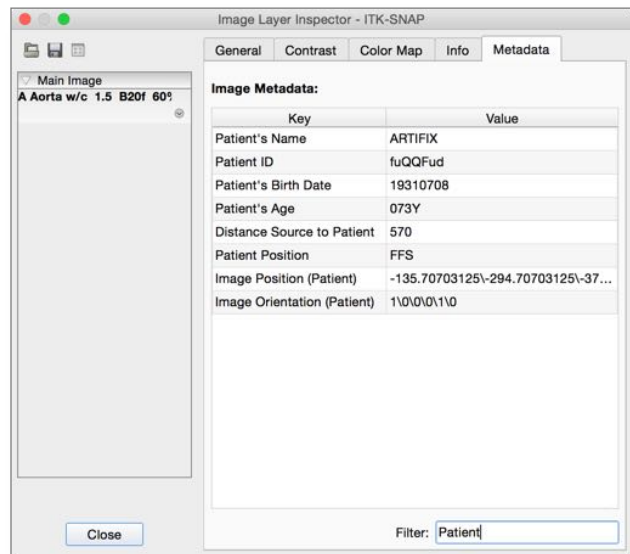 Image Layer Inspector - ITK-SNAP
General Contrast Color Map Info Metadata
Main Image
A Aorta w/c 1.5 B20f 60%
Image Metadata:
Key Value
Patient's Name ARTIFIX
Patient ID fuQQFud
Patient's Birth Date 19310708
Patient's Age 073Y
Distance Source to Patient 570
Patient Position FFS
Image Position (Patient) -135.70703125\-294.70703125\-37...
Image Orientation (Patient) 1\0\0\0\1\0
Close
Filter: Patient